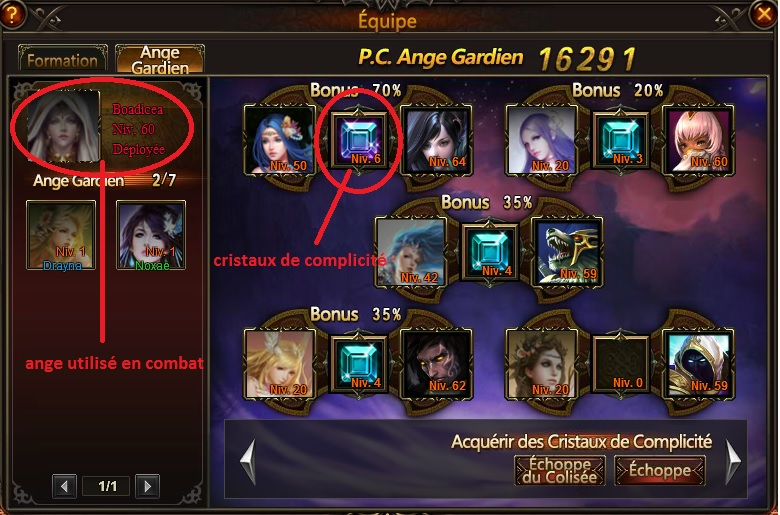 Équipe
Formation
Ange Gardien
P.C. Ange Gardien 16291
Boadicea
Niv. 60
Déployée
Ange Gardien 2/7
Niv. 1
Drayna
Niv. 1
Noxae
ange utilisé en combat
1/1
Bonus 70%
Niv. 50
Niv. 6
Niv. 64
Bonus 20%
Niv. 20
Niv. 3
Niv. 60
cristaux de complicité
Bonus 35%
Niv. 42
Niv. 4
Niv. 59
Bonus 35%
Niv. 20
Niv. 4
Niv. 62
Niv. 20
Niv. 0
Niv. 59
Acquérir des Cristaux de Complicité
Échoppe du Colisée
Échoppe